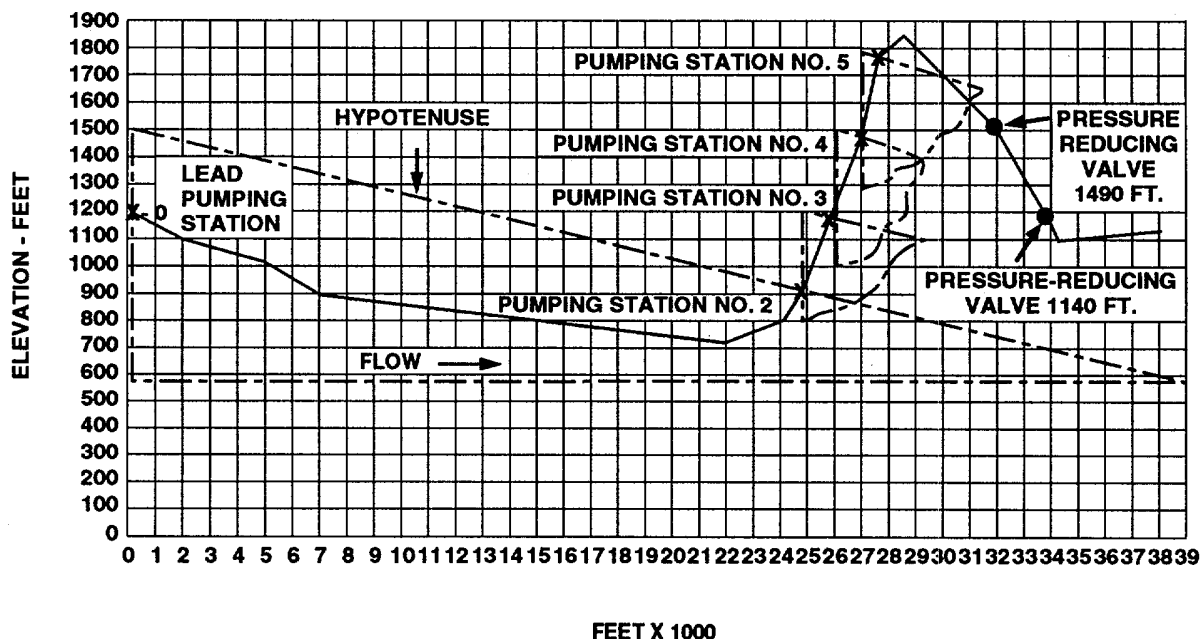 1900
1800
1700
1600
1500
1400
1300
1200
1100
1000
900
800
700
600
500
400
300
200
100
0
ELEVATION - FEET
PUMPING STATION NO. 5
HYPOTENUSE
PUMPING STATION NO. 4
LEAD
PUMPING
STATION
0
PUMPING STATION NO. 3
PRESSURE
REDUCING
VALVE
1490 FT.
PUMPING STATION NO. 2
PRESSURE-REDUCING
VALVE 1140 FT.
FLOW
0 1 2 3 4 5 6 7 8 9 10 11 12 13 14 15 16 17 18 19 20 21 22 23 24 25 26 27 28 29 30 31 32 33 34 35 36 37 38 39
FEET X 1000